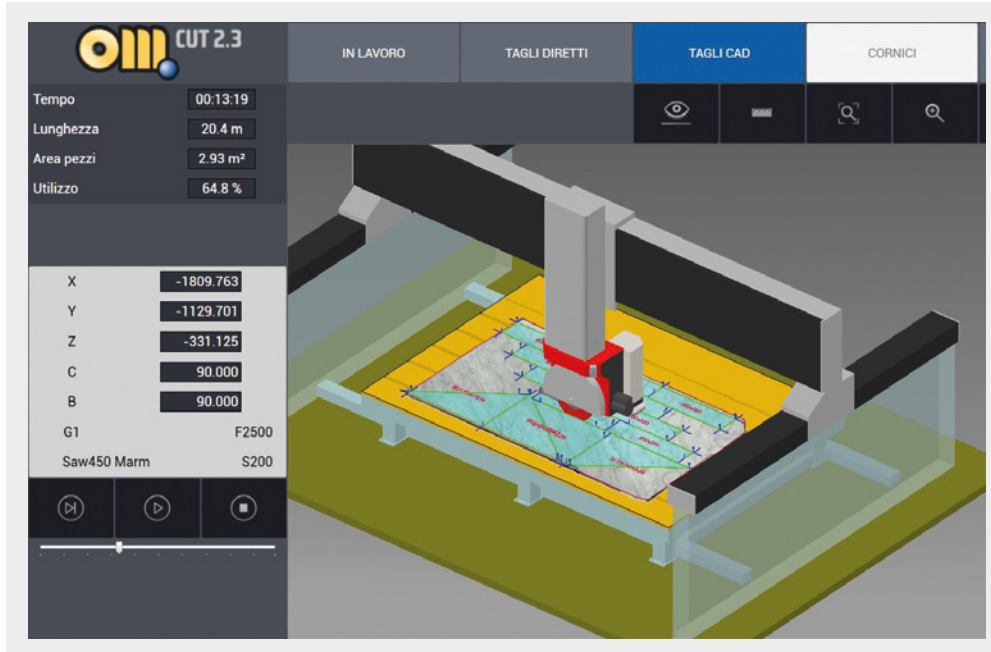 om CUT 2.3
IN LAVORO
TAGLI DIRETTI
TAGLI CAD
CORNICI
Tempo 00:13:19
Lunghezza 20.4 m
Area pezzi 2.93 m²
Utilizzo 64.8 %
X -1809.763
Y -1129.701
Z -331.125
C 90.000
B 90.000
G1 F2500
Saw450 Marm S200